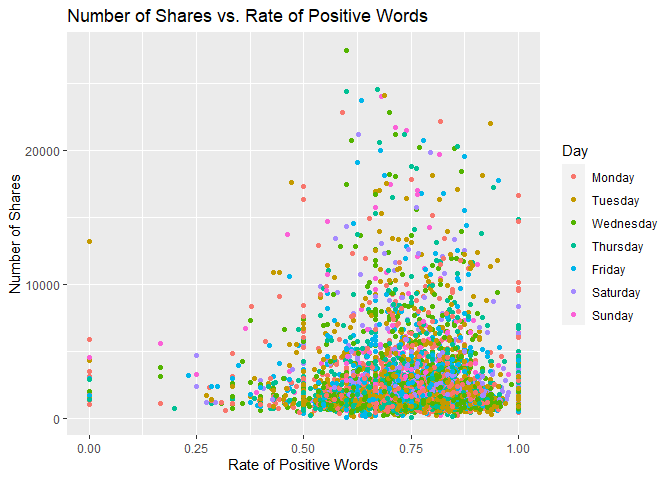 Number of Shares vs. Rate of Positive Words
Number of Shares
20000
10000
0
0.00 0.25 0.50 0.75 1.00
Rate of Positive Words
Day
Monday
Tuesday
Wednesday
Thursday
Friday
Saturday
Sunday